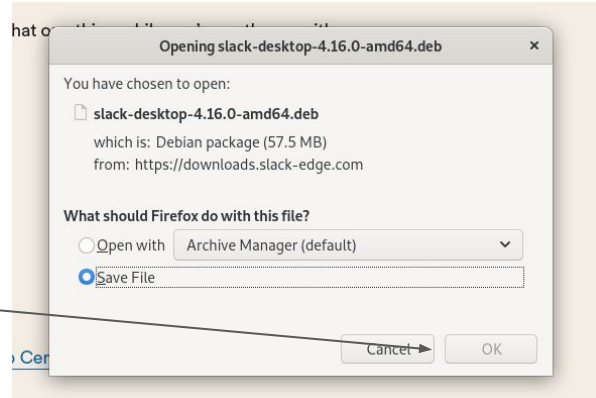 hat o
Opening slack-desktop-4.16.0-amd64.deb
You have chosen to open:
slack-desktop-4.16.0-amd64.deb
which is: Debian package (57.5 MB)
from: https://downloads.slack-edge.com
What should Firefox do with this file?
Open with Archive Manager (default)
Save File
Cancel OK
Cer